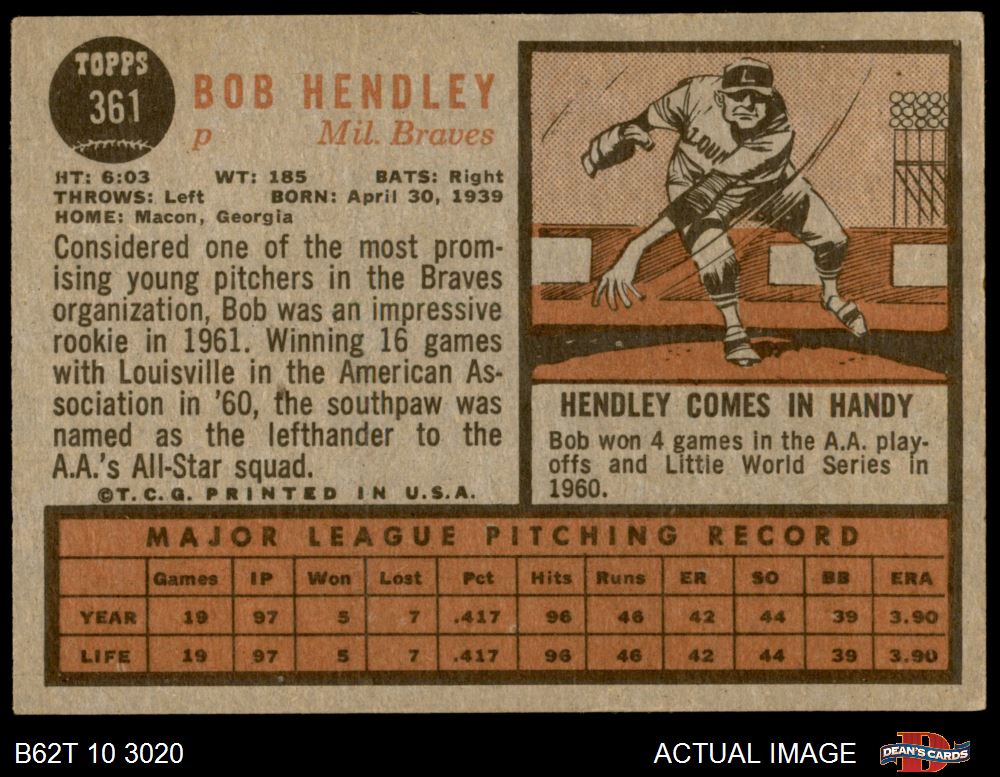 TOPPS
361
BOB HENDLEY
p Mil. Braves
HT: 6:03 WT: 185 BATS: Right
THROWS: Left BORN: April 30, 1939
HOME: Macon, Georgia
Considered one of the most prom-
ising young pitchers in the Braves
organization, Bob was an impressive
rookie in 1961. Winning 16 games
with Louisville in the American As-
sociation in '60, the southpaw was
named as the lefthander to the
A.A.'s All-Star squad.
©T.C.G. PRINTED IN U.S.A.
L
LOUI
HENDLEY COMES IN HANDY
Bob won 4 games in the A.A. play-
offs and Little World Series in
1960.
MAJOR LEAGUE PITCHING RECORD
Games IP Won Lost Pct Hits Runs ER SO BB ERA
YEAR 19 97 5 7 .417 96 46 42 44 39 3.90
LIFE 19 97 5 7 .417 96 46 42 44 39 3.90
B62T 10 3020
ACTUAL IMAGE
D
DEAN'S CARDS